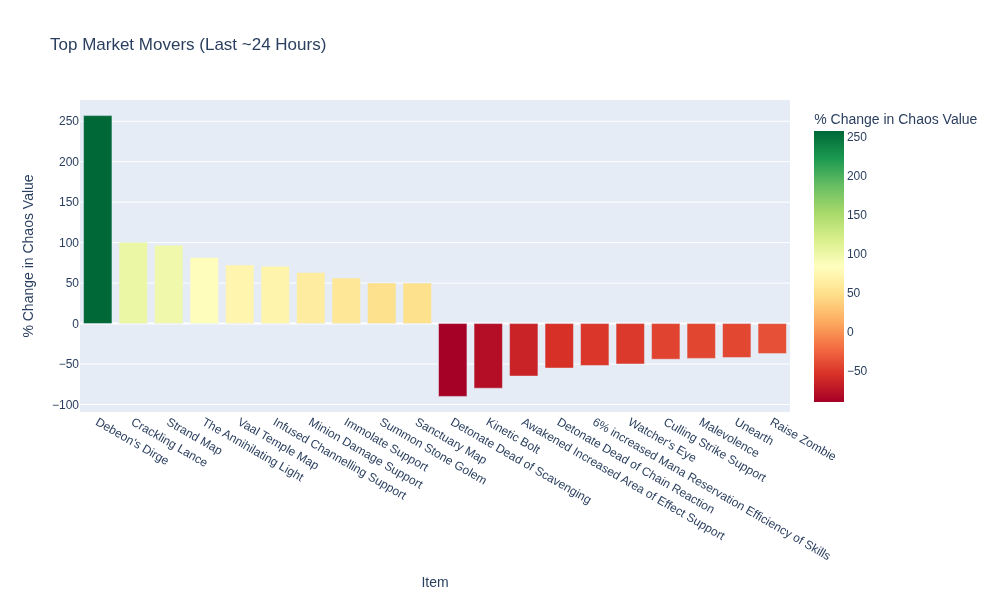 Top Market Movers (Last ~24 Hours)
% Change in Chaos Value
250
200
150
100
50
0
−50
−100
Debeon's Dirge
Crackling Lance
Strand Map
The Annihilating Light
Vaal Temple Map
Infused Channelling Support
Minion Damage Support
Immolate Support
Summon Stone Golem
Sanctuary Map
Detonate Dead of Scavenging
Kinetic Bolt
Awakened Increased Area of Effect Support
Detonate Dead of Chain Reaction
6% increased Mana Reservation Efficiency of Skills
Watcher's Eye
Culling Strike Support
Malevolence
Unearth
Raise Zombie
Item
% Change in Chaos Value
250
200
150
100
50
0
−50